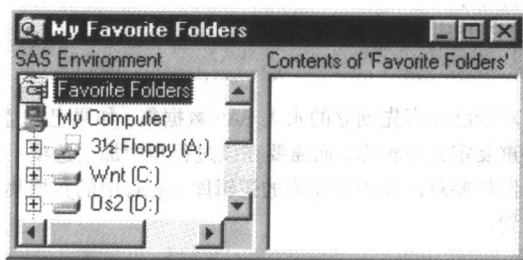 My Favorite Folders
SAS Environment
Contents of 'Favorite Folders'
Favorite Folders
My Computer
3½ Floppy (A:)
Wnt (C:)
Os2 (D:)